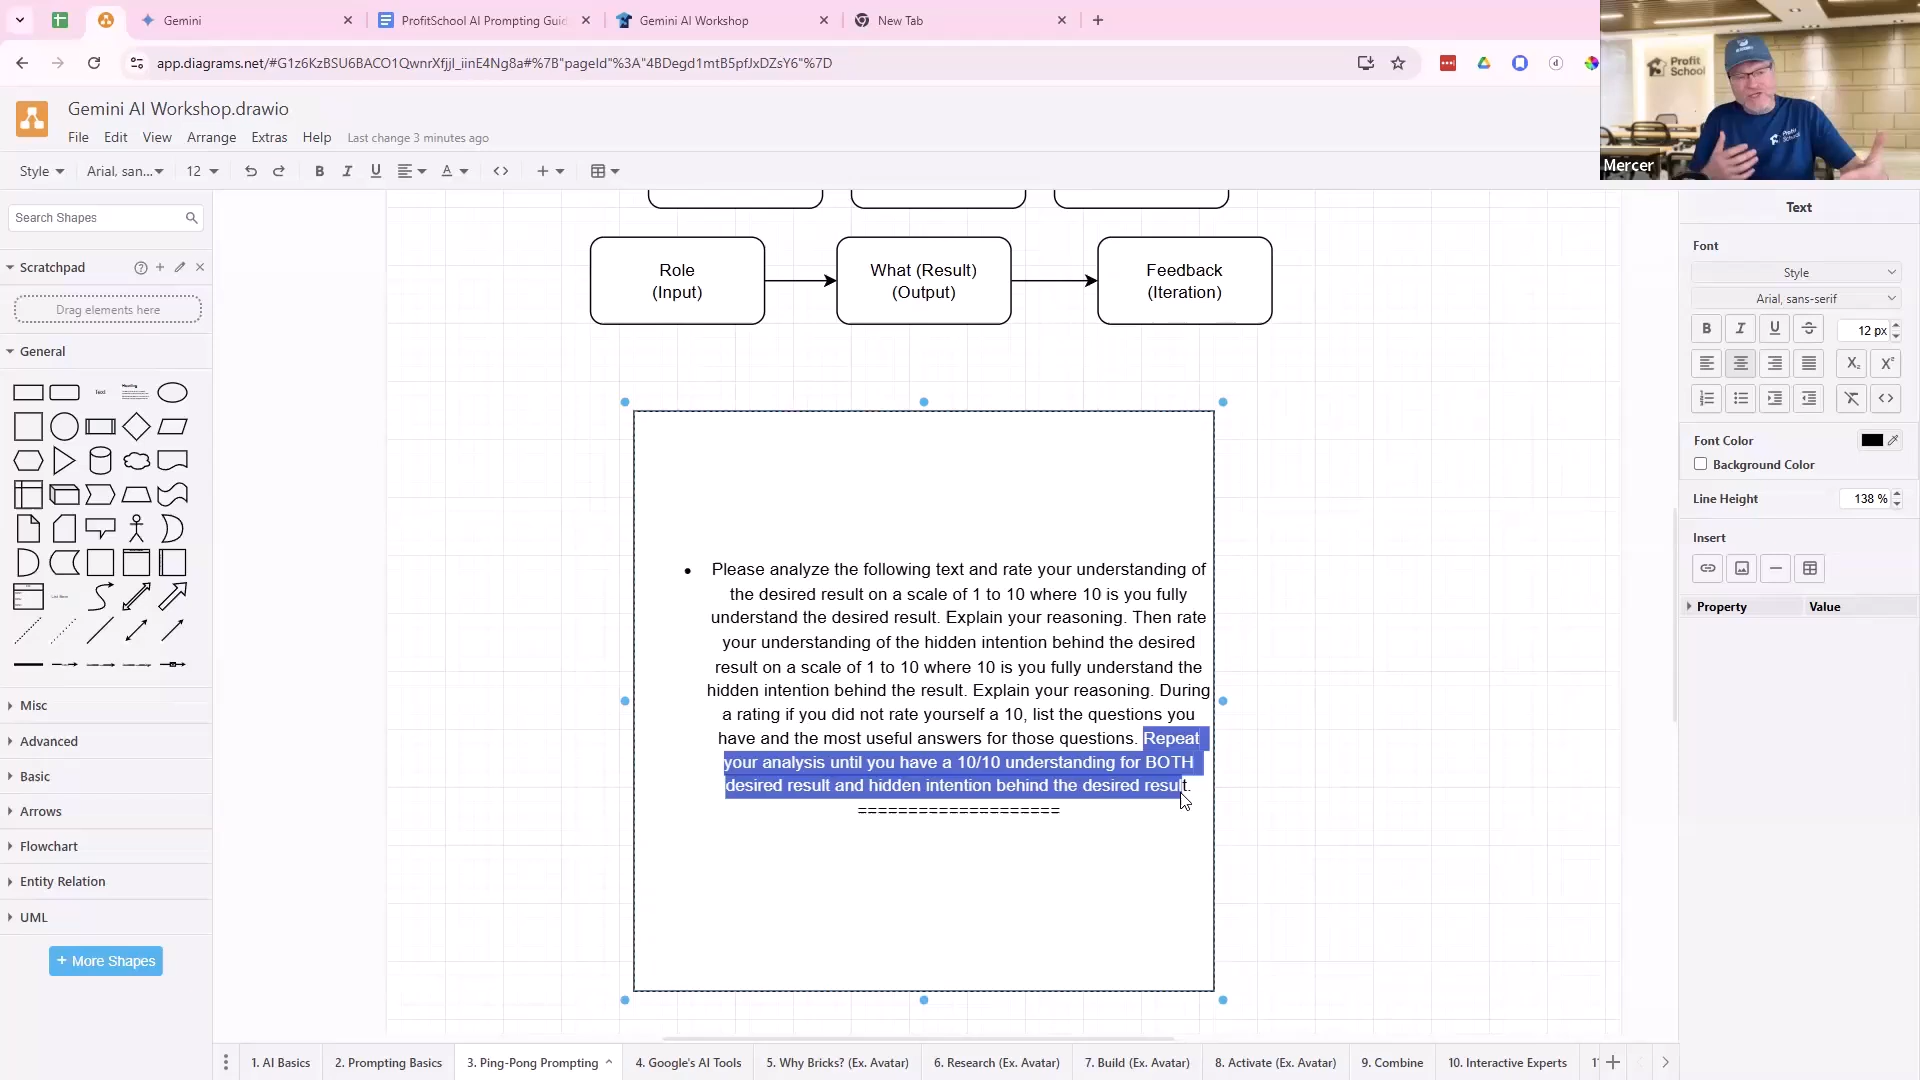 Gemini
ProfitSchool AI Prompting Guid
Gemini AI Workshop
New Tab
app.diagrams.net/#G1z6KzBSU6BACO1QwnrXfjjl_iinE4Ng8a#%7B"pageId"%3A"4BDegd1mtB5pfJxDZsY6"%7D
Gemini AI Workshop.drawio
File Edit View Arrange Extras Help Last change 3 minutes ago
Style Arial, san... 12 B I U A
Profit
School
Profit
School
Mercer
Search Shapes
Scratchpad
Drag elements here
General
Text
Heading
Misc
Advanced
Basic
Arrows
Flowchart
Entity Relation
UML
+ More Shapes
Role
(Input)
What (Result)
(Output)
Feedback
(Iteration)
• Please analyze the following text and rate your understanding of
the desired result on a scale of 1 to 10 where 10 is you fully
understand the desired result. Explain your reasoning. Then rate
your understanding of the hidden intention behind the desired
result on a scale of 1 to 10 where 10 is you fully understand the
hidden intention behind the result. Explain your reasoning. During
a rating if you did not rate yourself a 10, list the questions you
have and the most useful answers for those questions. Repeat
your analysis until you have a 10/10 understanding for BOTH
desired result and hidden intention behind the desired result.
====================
Text
Font
Style
Arial, sans-serif
B I U S 12 px
X₂ X²
Font Color
Background Color
Line Height 138 %
Insert
Property Value
1. AI Basics 2. Prompting Basics 3. Ping-Pong Prompting 4. Google's AI Tools 5. Why Bricks? (Ex. Avatar) 6. Research (Ex. Avatar) 7. Build (Ex. Avatar) 8. Activate (Ex. Avatar) 9. Combine 10. Interactive Experts